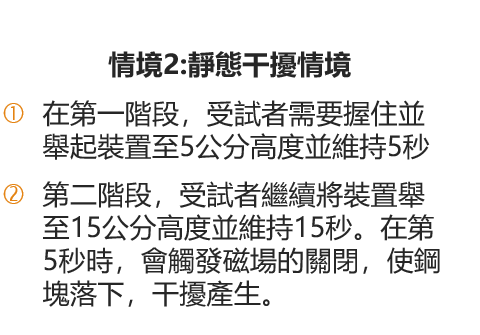 情境2:靜態干擾情境
① 在第一階段，受試者需要握住並
舉起裝置至5公分高度並維持5秒
② 第二階段，受試者繼續將裝置舉
至15公分高度並維持15秒。在第
5秒時，會觸發磁場的關閉，使鋼
塊落下，干擾產生。